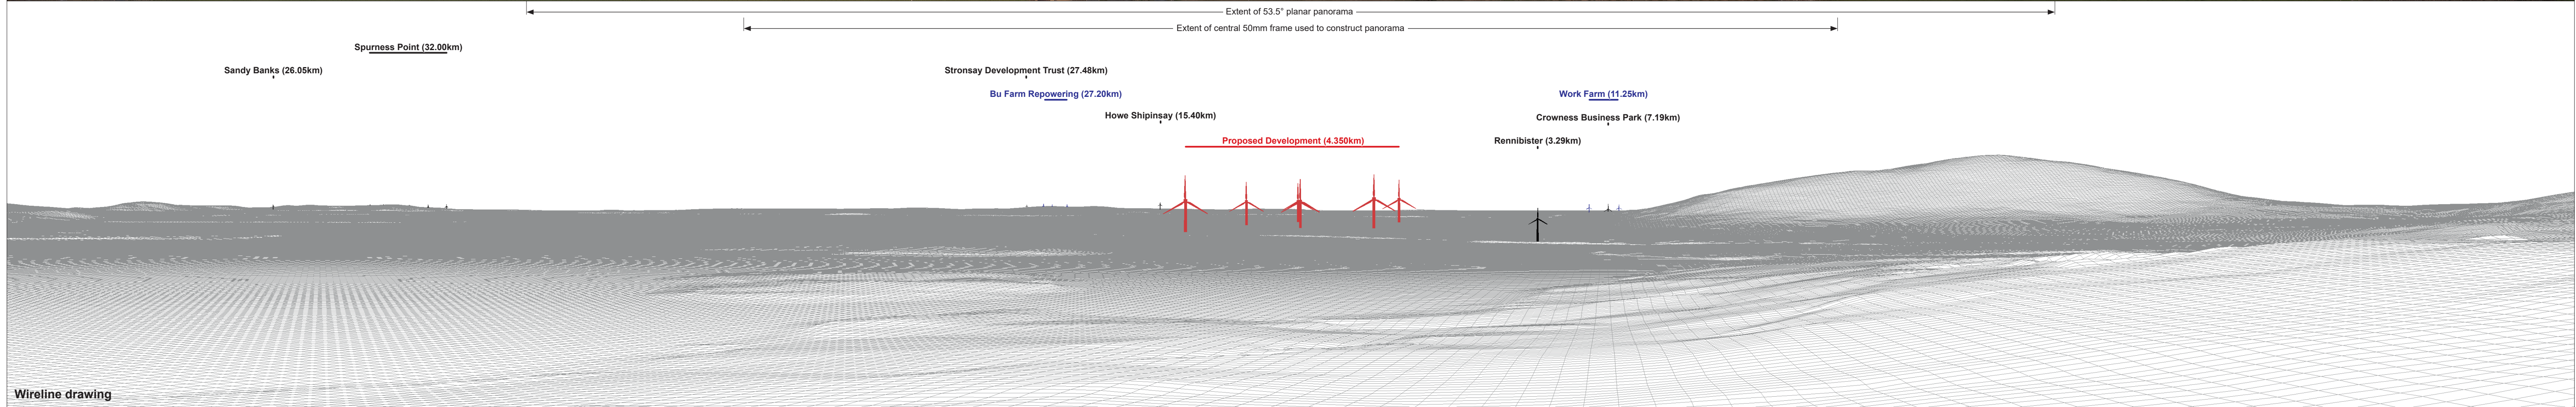 Extent of 53.5° planar panorama
Extent of central 50mm frame used to construct panorama
Spurness Point (32.00km)
Sandy Banks (26.05km)
Stronsay Development Trust (27.48km)
Bu Farm Repowering (27.20km)
Work Farm (11.25km)
Howe Shipinsay (15.40km)
Crowness Business Park (7.19km)
Proposed Development (4.350km)
Rennibister (3.29km)
Wireline drawing